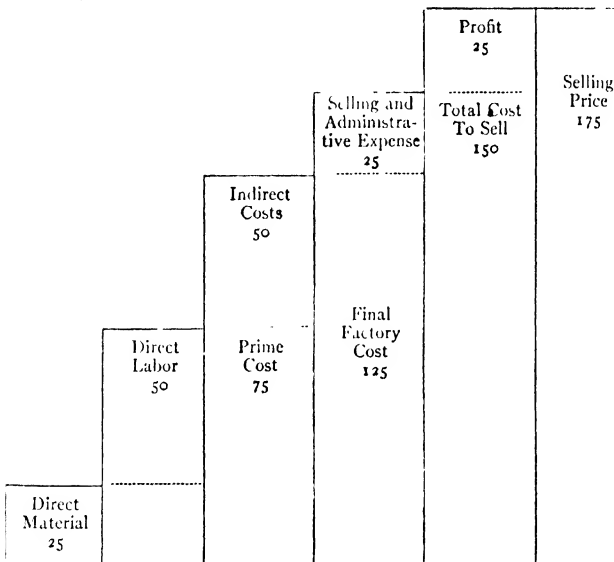 Profit
25
Selling
Price
175
Selling and
Administra-
tive Expense
25
Total Cost
To Sell
150
Indirect
Costs
50
Final
Factory
Cost
125
Direct
Labor
50
Prime
Cost
75
Direct
Material
25